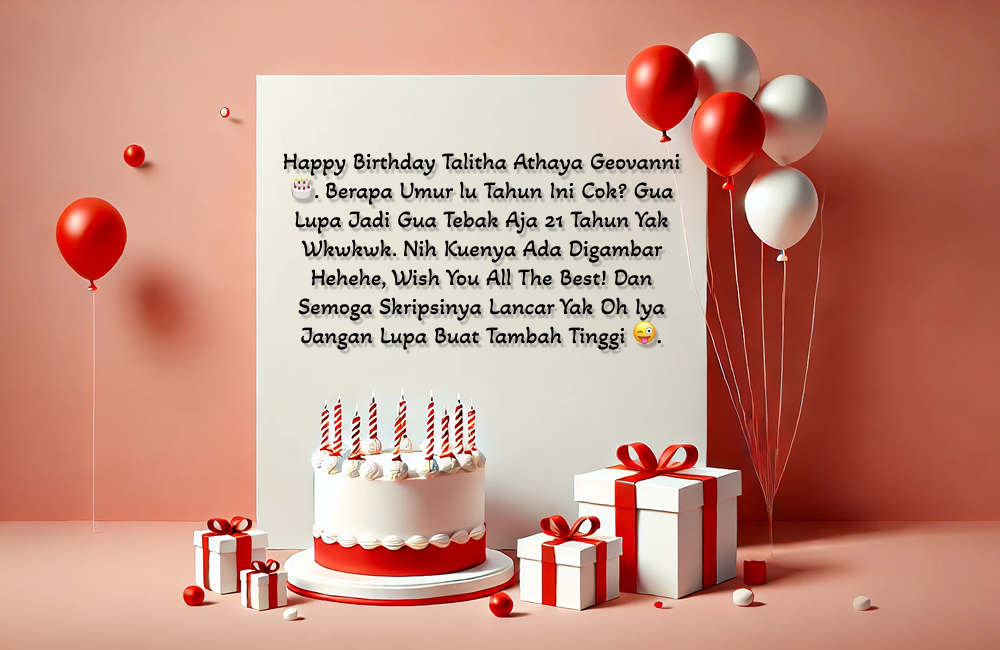 Happy Birthday Talitha Athaya Geovanni
🎂. Berapa Umur lu Tahun Ini Cok? Gua
Lupa Jadi Gua Tebak Aja 21 Tahun Yak
Wkwkwk. Nih Kuenya Ada Digambar
Hehehe, Wish You All The Best! Dan
Semoga Skripsinya Lancar Yak Oh Iya
Jangan Lupa Buat Tambah Tinggi 😜.